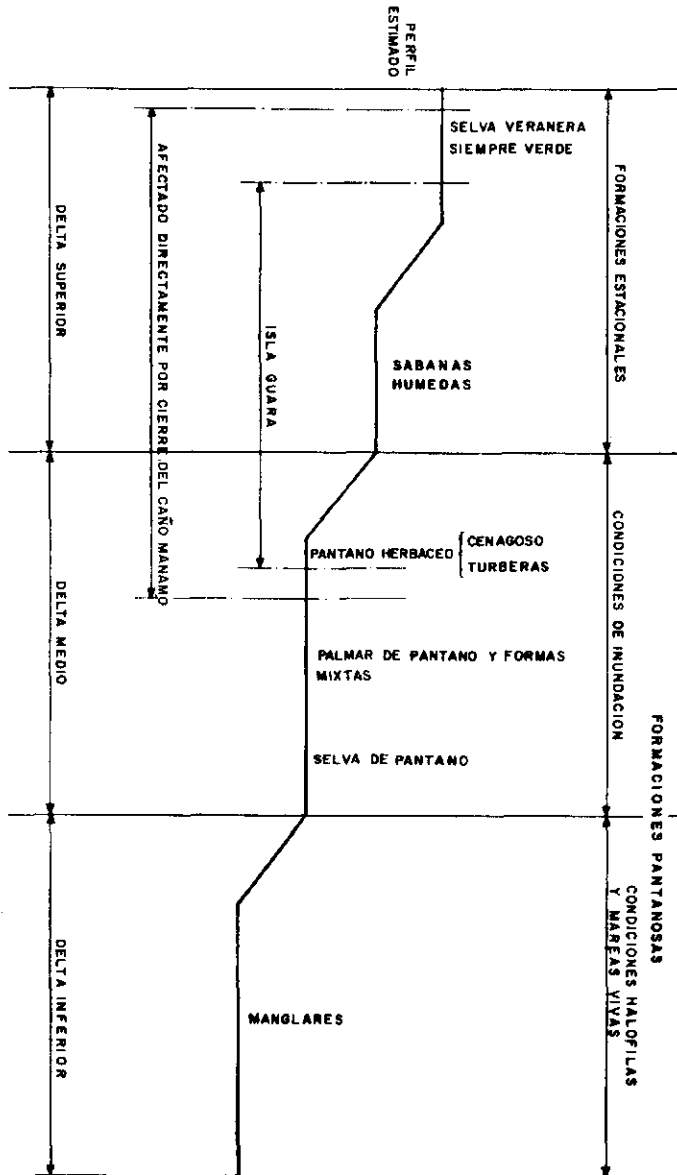 PERFIL
ESTIMADO
SELVA VERANERA
SIEMPRE VERDE
SABANAS
HUMEDAS
PANTANO HERBACEO
CENAGOSO
TURBERAS
PALMAR DE PANTANO Y FORMAS
MIXTAS
SELVA DE PANTANO
MANGLARES
FORMACIONES ESTACIONALES
CONDICIONES DE INUNDACION
FORMACIONES PANTANOSAS
CONDICIONES HALOFILAS
Y MAREAS VIVAS
ISLA GUARA
AFECTADO DIRECTAMENTE POR CIERRE DEL CAÑO MANAMO
DELTA SUPERIOR
DELTA MEDIO
DELTA INFERIOR